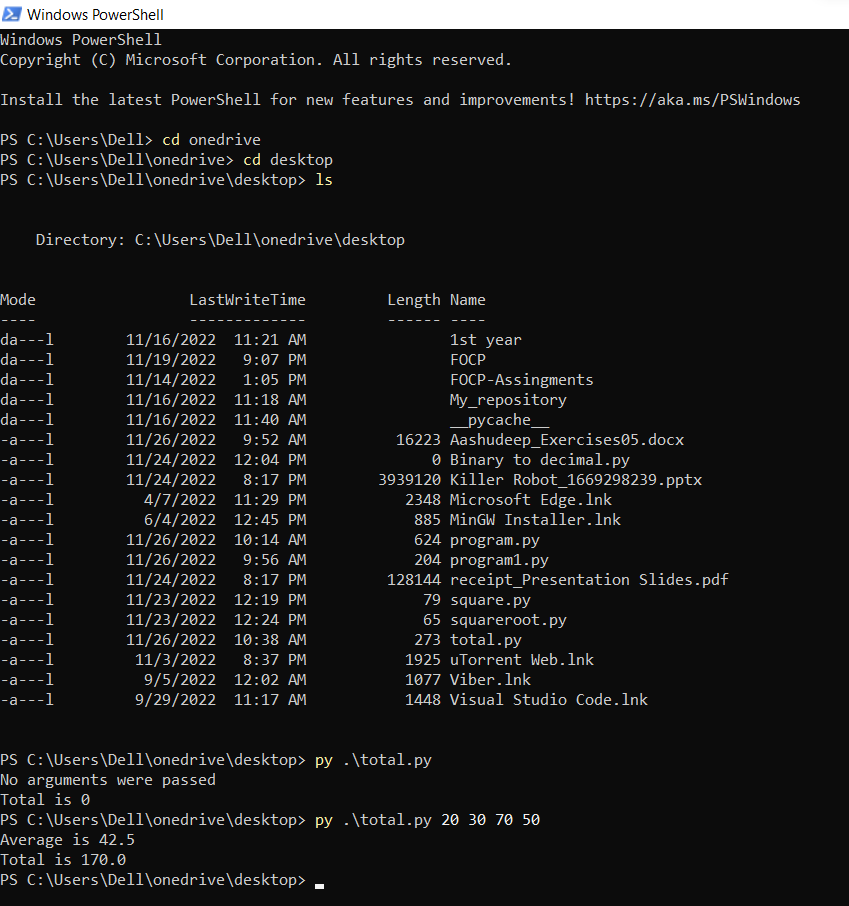 Windows PowerShell
Windows PowerShell
Copyright (C) Microsoft Corporation. All rights reserved.
Install the latest PowerShell for new features and improvements! https://aka.ms/PSWindows
PS C:\Users\Dell> cd onedrive
PS C:\Users\Dell\onedrive> cd desktop
PS C:\Users\Dell\onedrive\desktop> ls
    Directory: C:\Users\Dell\onedrive\desktop
Mode                 LastWriteTime         Length Name
----                 -------------         ------ ----
da---l        11/16/2022  11:21 AM                1st year
da---l        11/19/2022   9:07 PM                FOCP
da---l        11/14/2022   1:05 PM                FOCP-Assingments
da---l        11/16/2022  11:18 AM                My_repository
da---l        11/16/2022  11:40 AM                __pycache__
-a---l        11/26/2022   9:52 AM          16223 Aashudeep_Exercises05.docx
-a---l        11/24/2022  12:04 PM              0 Binary to decimal.py
-a---l        11/24/2022   8:17 PM        3939120 Killer Robot_1669298239.pptx
-a---l          4/7/2022  11:29 PM           2348 Microsoft Edge.lnk
-a---l          6/4/2022  12:45 PM            885 MinGW Installer.lnk
-a---l        11/26/2022  10:14 AM            624 program.py
-a---l        11/26/2022   9:56 AM            204 program1.py
-a---l        11/24/2022   8:17 PM         128144 receipt_Presentation Slides.pdf
-a---l        11/23/2022  12:19 PM             79 square.py
-a---l        11/23/2022  12:24 PM             65 squareroot.py
-a---l        11/26/2022  10:38 AM            273 total.py
-a---l         11/3/2022   8:37 PM           1925 uTorrent Web.lnk
-a---l          9/5/2022  12:02 AM           1077 Viber.lnk
-a---l         9/29/2022  11:17 AM           1448 Visual Studio Code.lnk
PS C:\Users\Dell\onedrive\desktop> py .\total.py
No arguments were passed
Total is 0
PS C:\Users\Dell\onedrive\desktop> py .\total.py 20 30 70 50
Average is 42.5
Total is 170.0
PS C:\Users\Dell\onedrive\desktop>